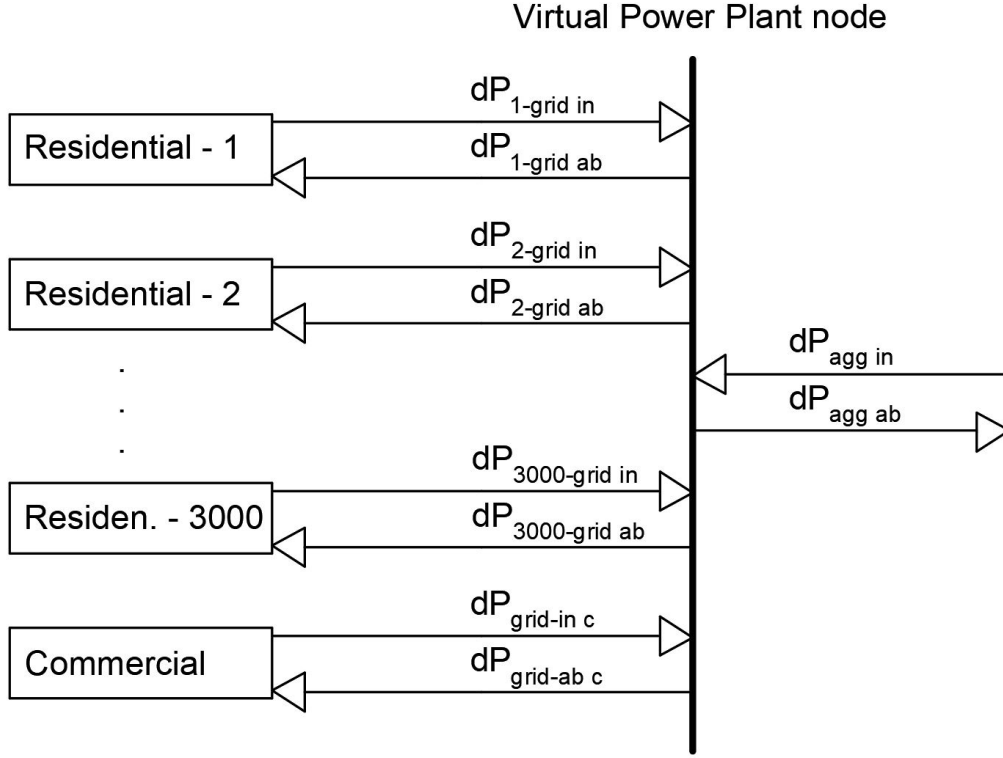 Virtual Power Plant node
dP1-grid in
Residential - 1
dP1-grid ab
dP2-grid in
Residential - 2
dP2-grid ab
dPagg in
dPagg ab
.
.
.
dP3000-grid in
Residen. - 3000
dP3000-grid ab
dPgrid-in c
Commercial
dPgrid-ab c